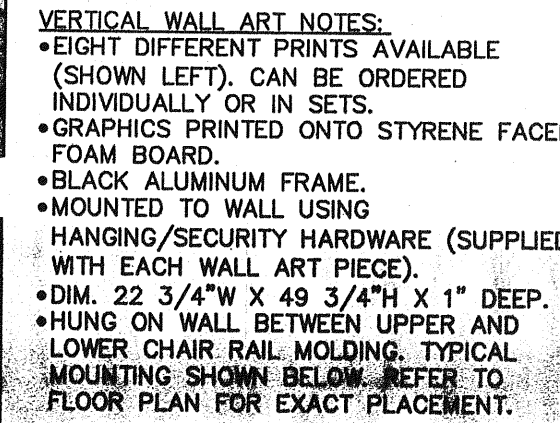 VERTICAL WALL ART NOTES:
•EIGHT DIFFERENT PRINTS AVAILABLE
(SHOWN LEFT). CAN BE ORDERED
INDIVIDUALLY OR IN SETS.
•GRAPHICS PRINTED ONTO STYRENE FACE
FOAM BOARD.
•BLACK ALUMINUM FRAME.
•MOUNTED TO WALL USING
HANGING/SECURITY HARDWARE (SUPPLIED
WITH EACH WALL ART PIECE).
•DIM. 22 3/4"W X 49 3/4"H X 1" DEEP.
•HUNG ON WALL BETWEEN UPPER AND
LOWER CHAIR RAIL MOLDING. TYPICAL
MOUNTING SHOWN BELOW. REFER TO
FLOOR PLAN FOR EXACT PLACEMENT.